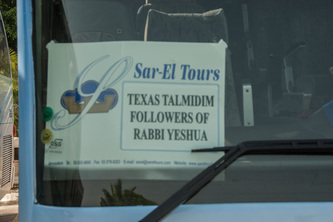 Sar-El Tours
TEXAS TALMIDIM
FOLLOWERS OF
RABBI YESHUA